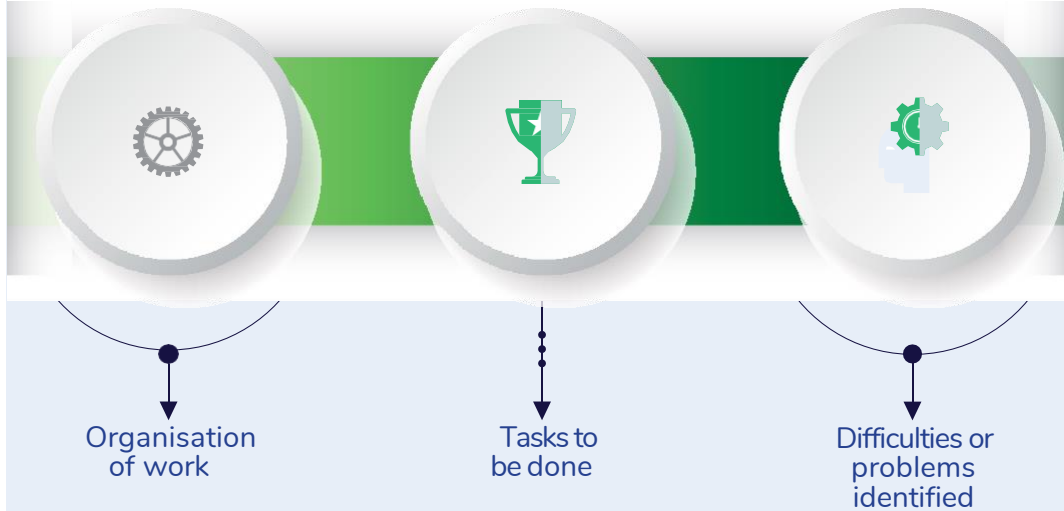 Organisation
of work
Tasks to
be done
Difficulties or
problems
identified